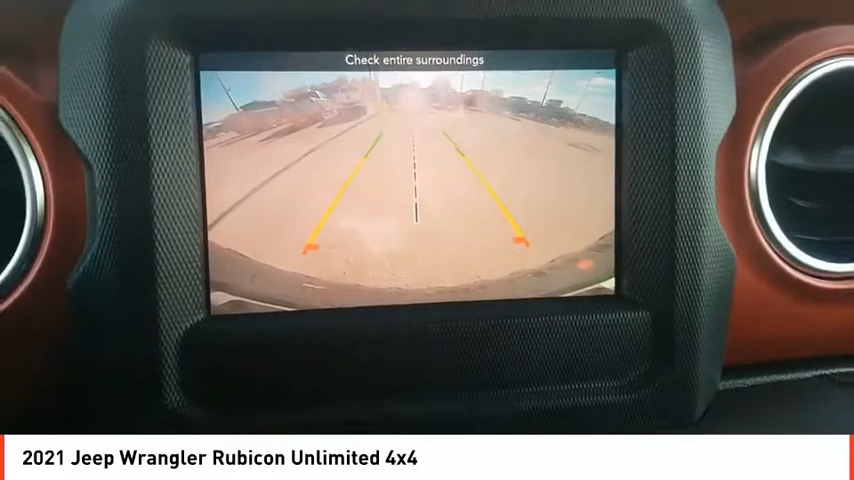 Check entire surroundings
2021 Jeep Wrangler Rubicon Unlimited 4x4